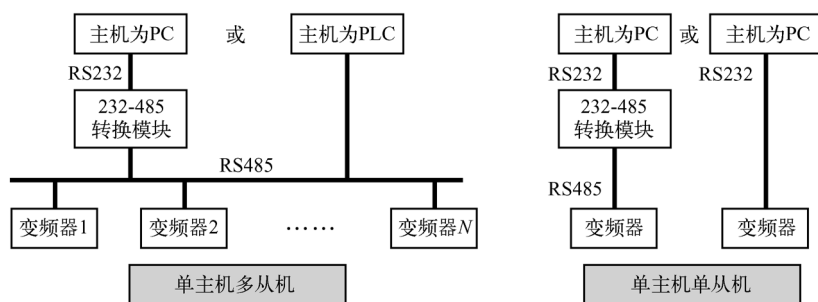 主机为PC 或 主机为PLC
RS232
232-485
转换模块
RS485
变频器1 变频器2 …… 变频器N
单主机多从机
主机为PC 或 主机为PC
RS232 RS232
232-485
转换模块
RS485
变频器 变频器
单主机单从机